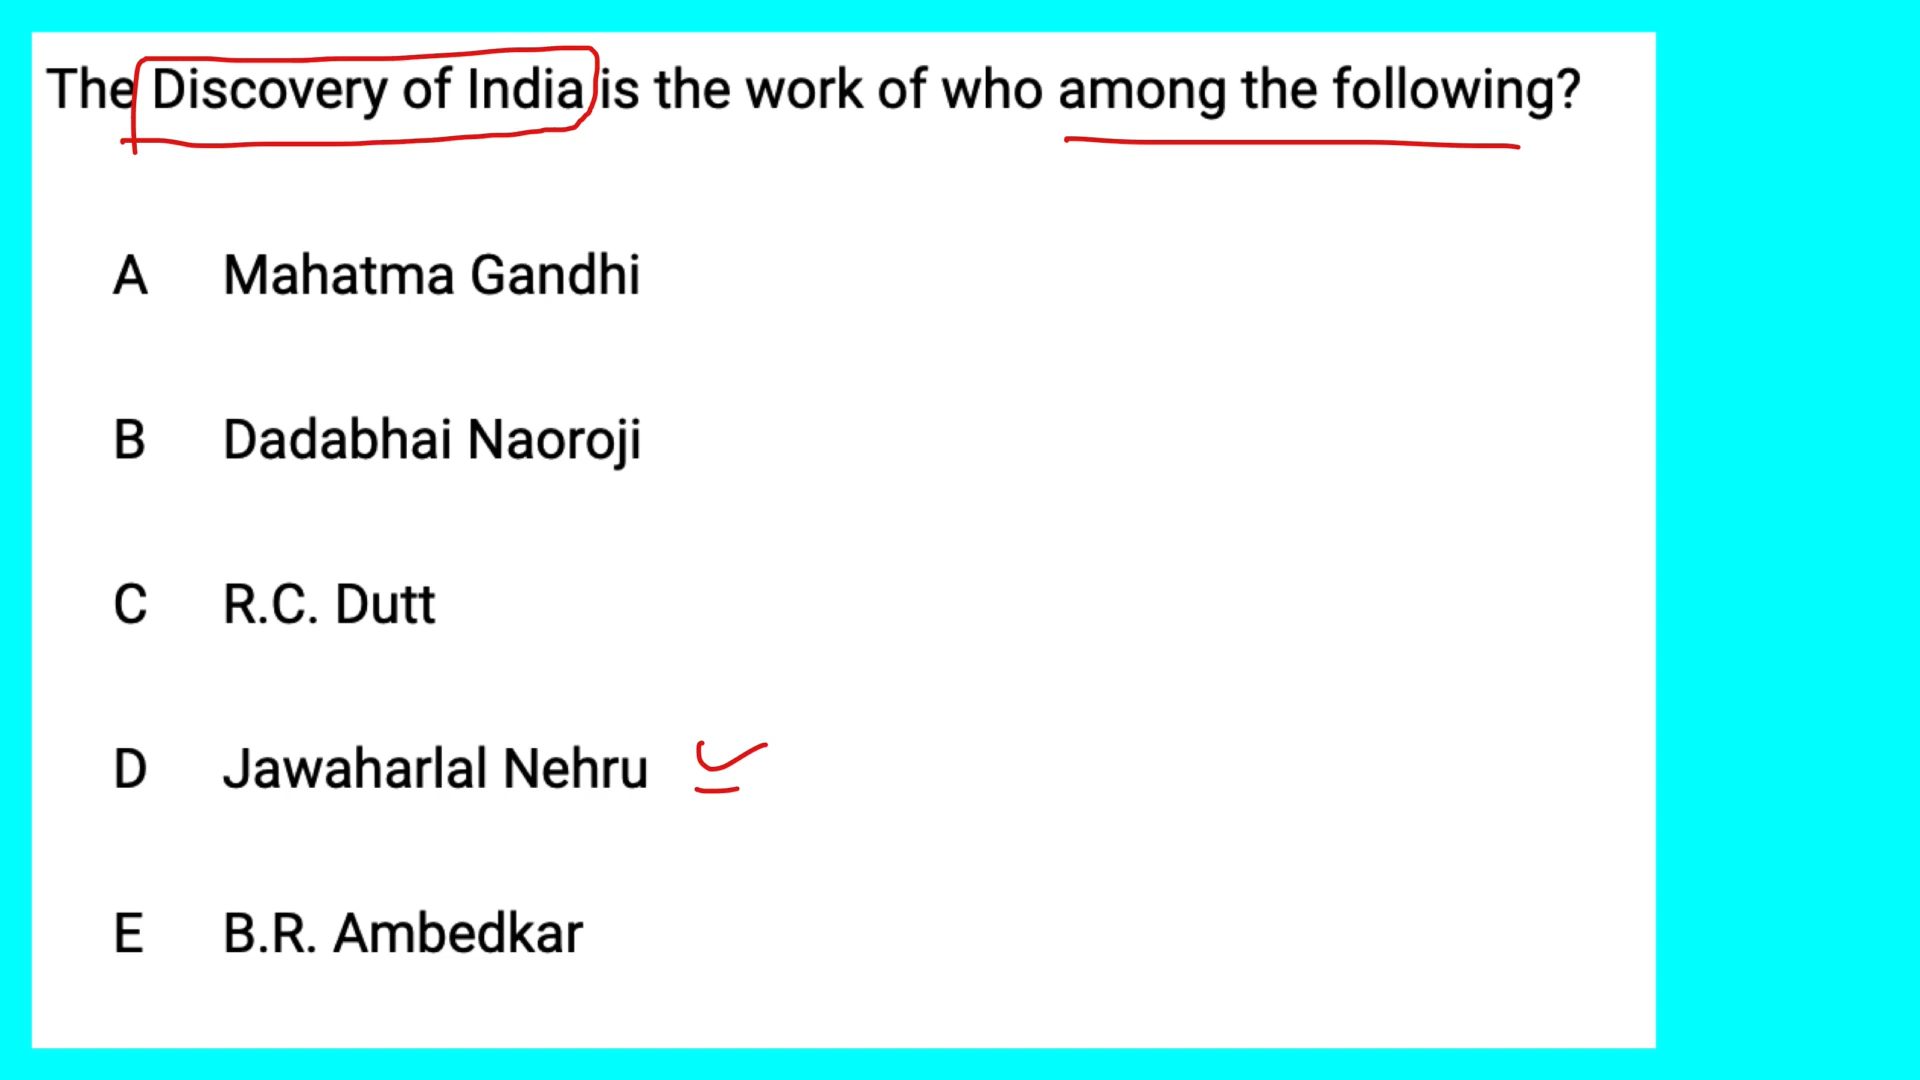 The Discovery of India is the work of who among the following?
A Mahatma Gandhi
B Dadabhai Naoroji
C R.C. Dutt
D Jawaharlal Nehru
E B.R. Ambedkar